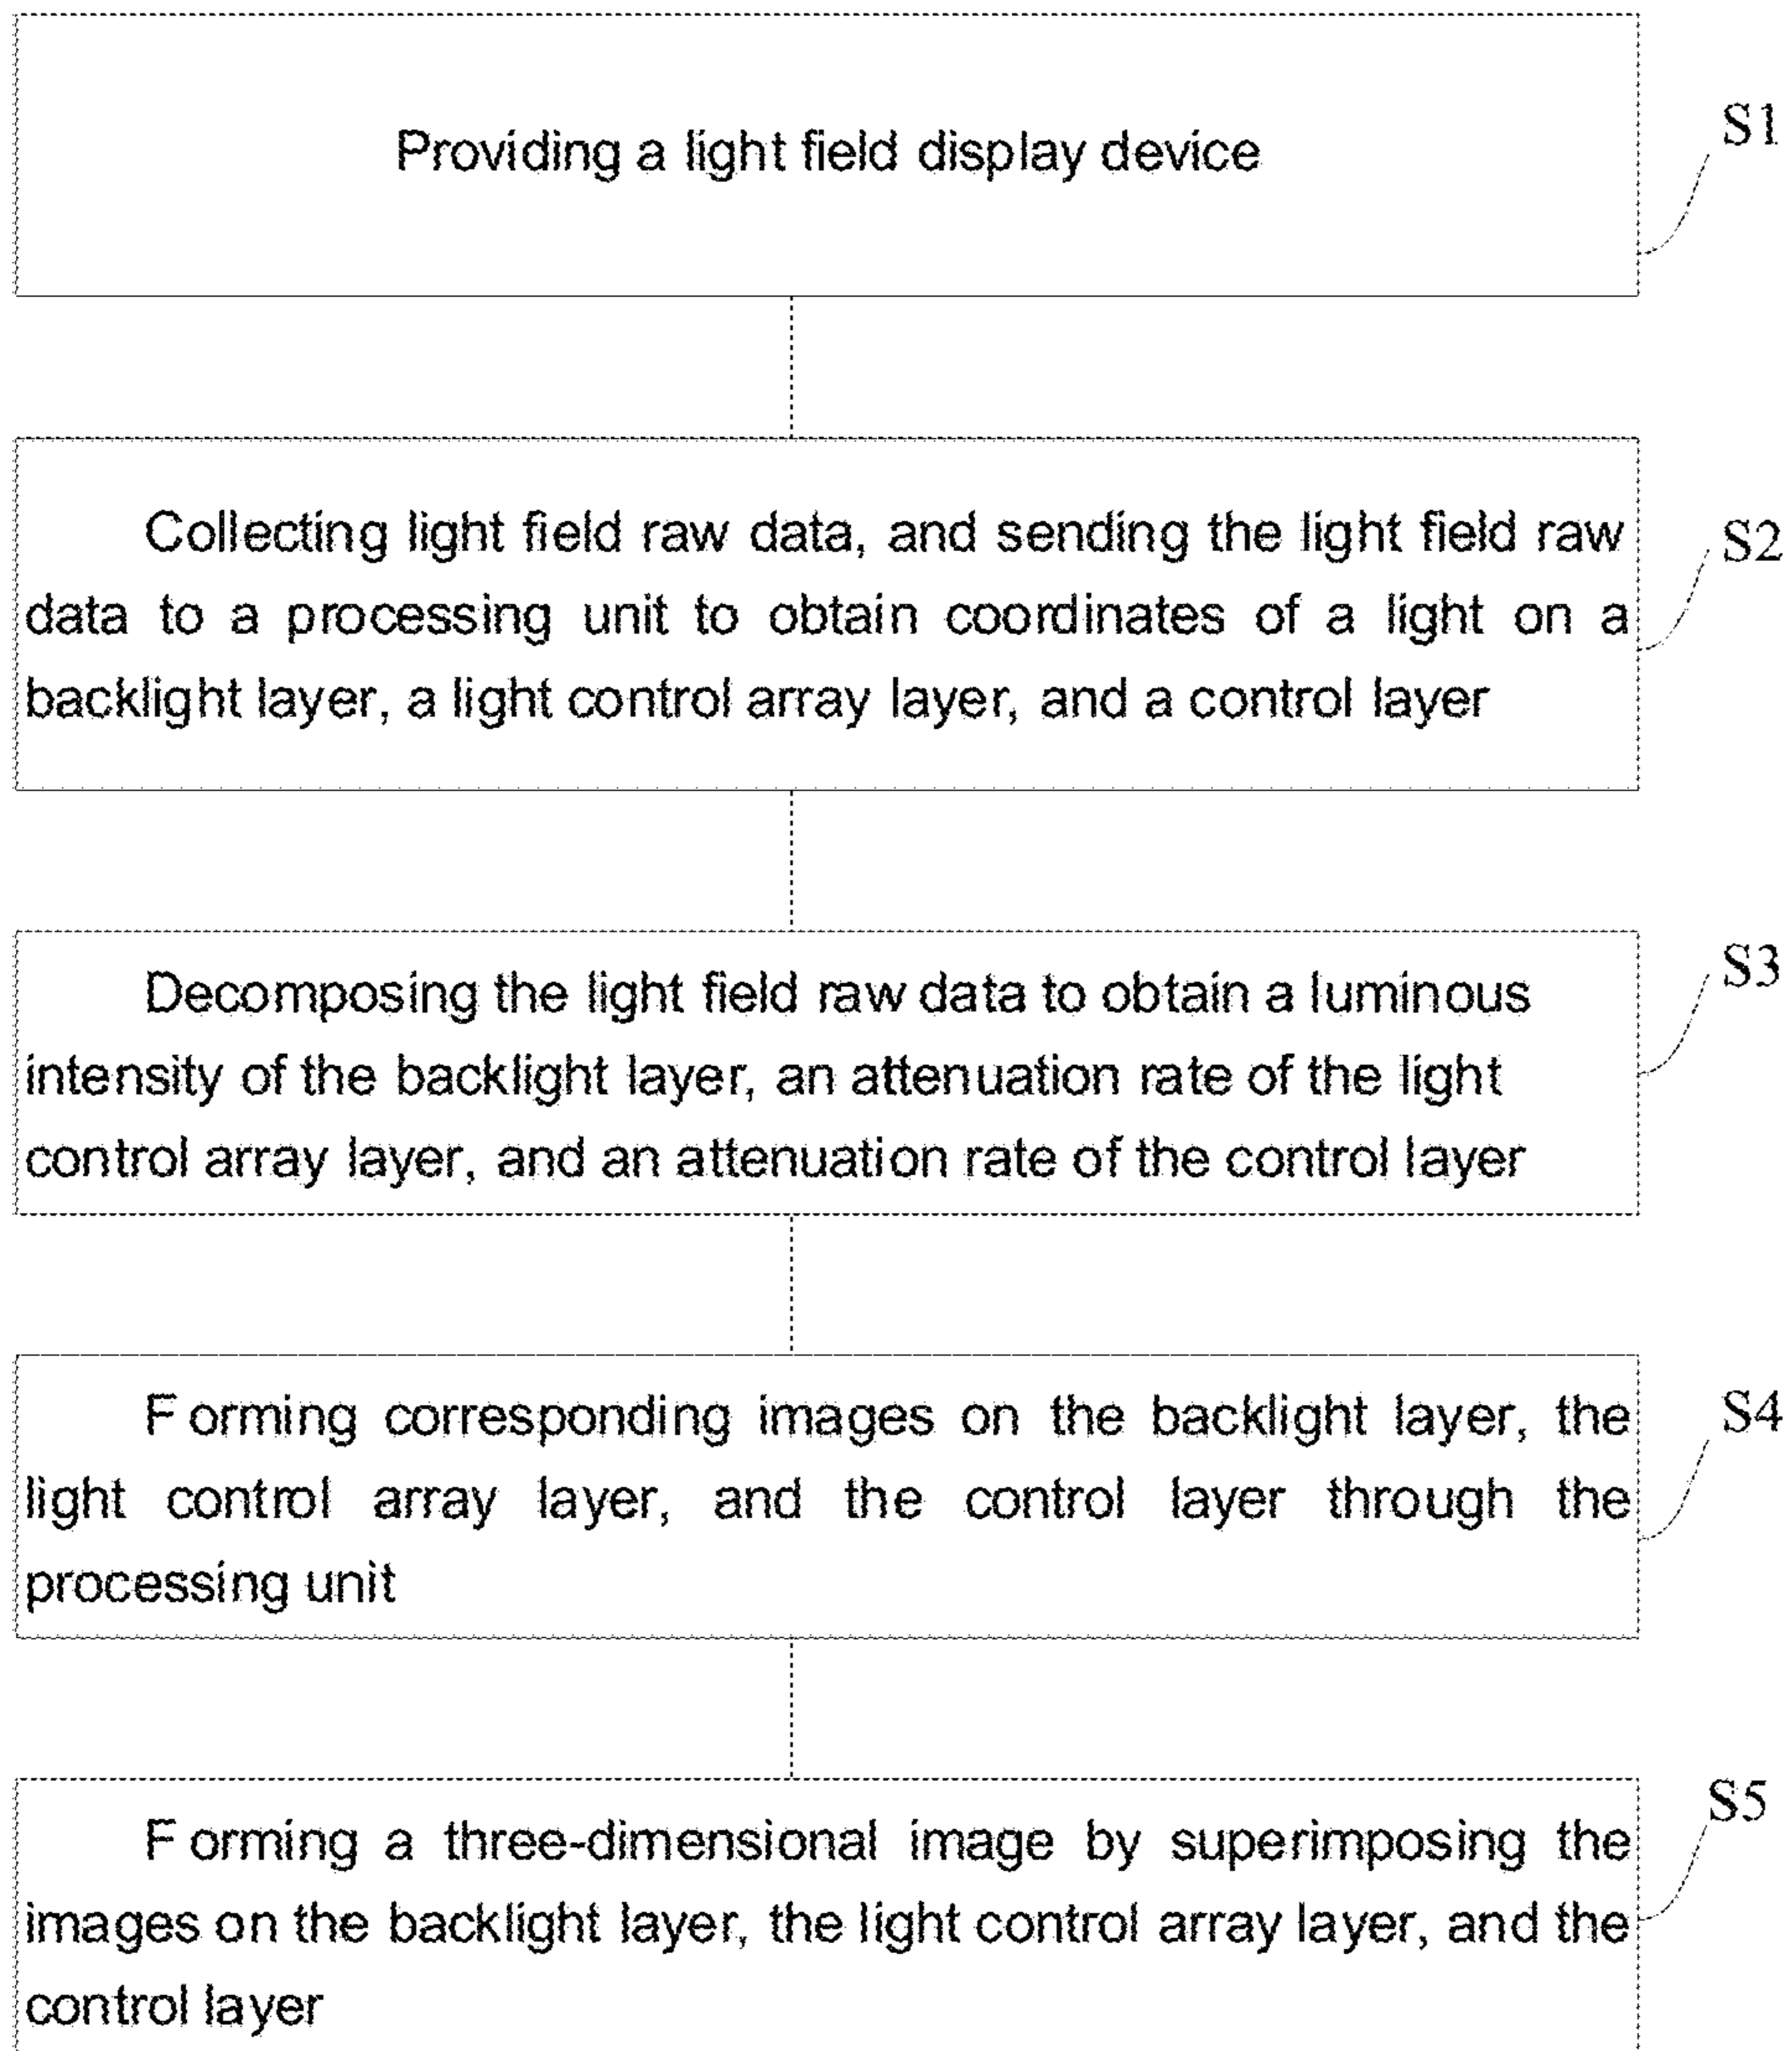 Providing a light field display device
S1
Collecting light field raw data, and sending the light field raw
data to a processing unit to obtain coordinates of a light on a
backlight layer, a light control array layer, and a control layer
S2
Decomposing the light field raw data to obtain a luminous
intensity of the backlight layer, an attenuation rate of the light
control array layer, and an attenuation rate of the control layer
S3
Forming corresponding images on the backlight layer, the
light control array layer, and the control layer through the
processing unit
S4
Forming a three-dimensional image by superimposing the
images on the backlight layer, the light control array layer, and the
control layer
S5